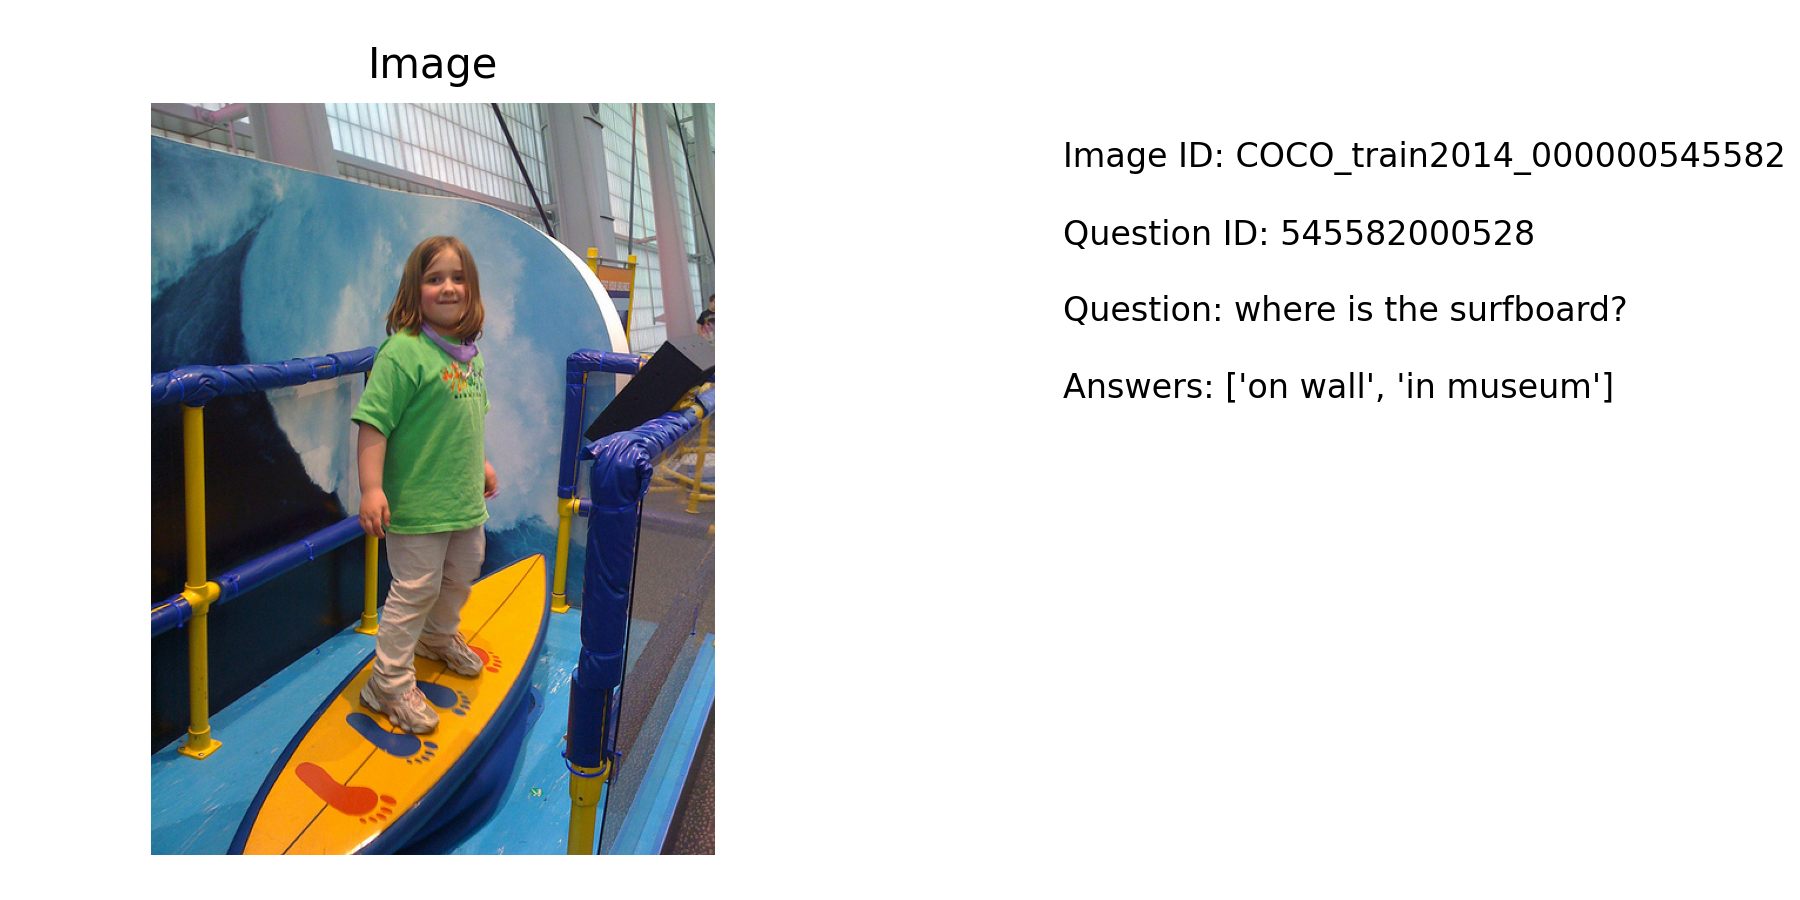 Image
Image ID: COCO_train2014_000000545582
Question ID: 545582000528
Question: where is the surfboard?
Answers: ['on wall', 'in museum']